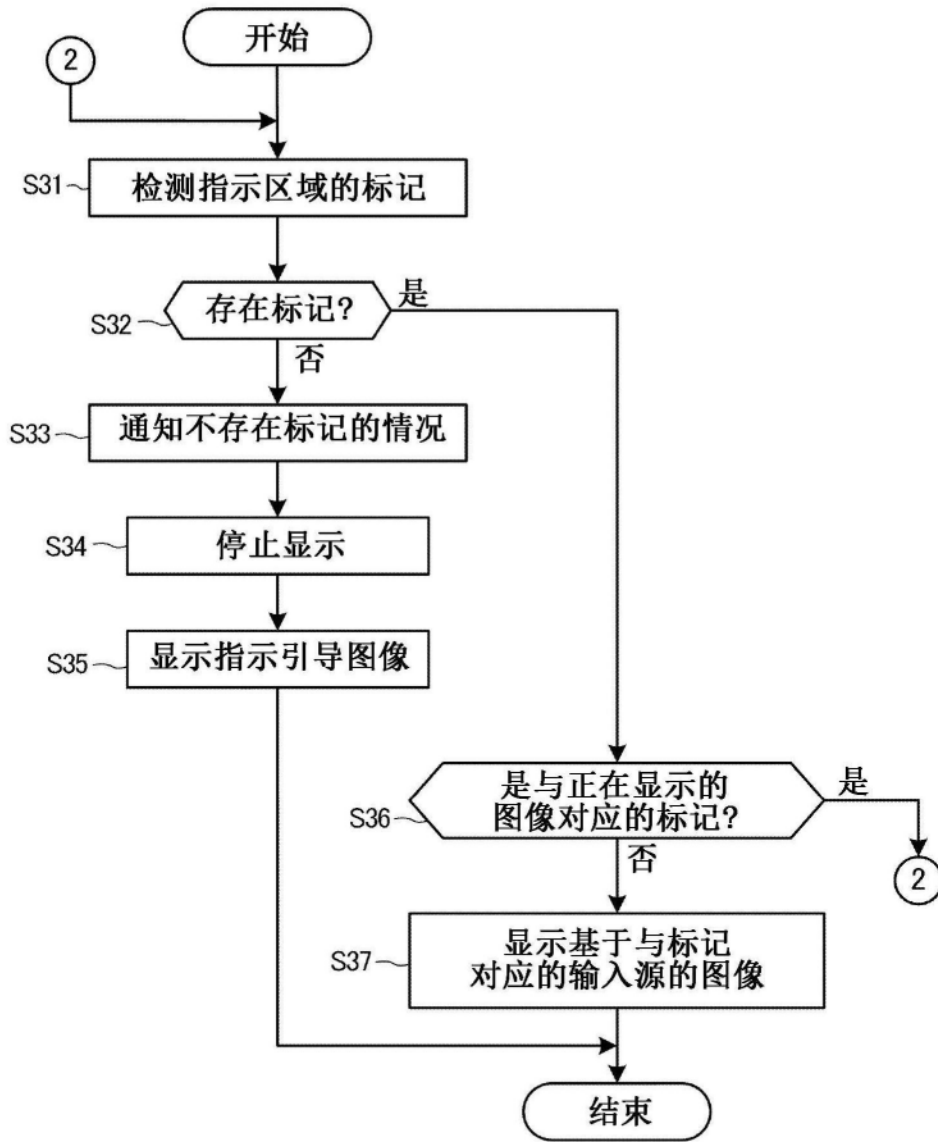 开始
2
S31
检测指示区域的标记
S32
存在标记?
是
否
S33
通知不存在标记的情况
S34
停止显示
S35
显示指示引导图像
S36
是与正在显示的
图像对应的标记?
是
否
2
S37
显示基于与标记
对应的输入源的图像
结束